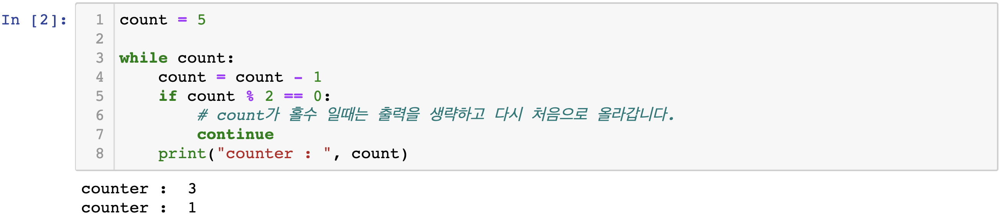 In [2]:
1 count = 5
2
3 while count:
4     count = count - 1
5     if count % 2 == 0:
6         # count가 홀수 일때는 출력을 생략하고 다시 처음으로 올라갑니다.
7         continue
8     print("counter : ", count)
counter :  3
counter :  1